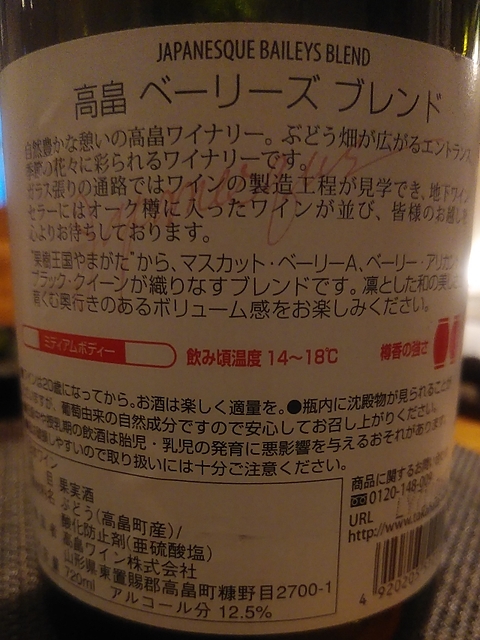 JAPANESQUE BAILEYS BLEND
高畠 ベーリーズ ブレンド
自然豊かな憩いの高畠ワイナリー。ぶどう畑が広がるエントランス
季節の花々に彩られるワイナリーです。
ガラス張りの通路ではワインの製造工程が見学でき、地下ワイン
セラーにはオーク樽に入ったワインが並び、皆様のお越しを
心よりお待ちしております。
"果樹王国やまがた"から、マスカット・ベーリーA、ベーリー・アリカン
ブラック・クイーンが織りなすブレンドです。凛とした和の
奥行きのあるボリューム感をお楽しみください。
ミディアムボディー
飲み頃温度 14〜18℃
樽香の強さ
は20歳になってから。お酒は楽しく適量を。●瓶内に沈殿物が見られることが
ますが、葡萄由来の自然成分ですので安心してお召し上がりください。
乳期の飲酒は胎児・乳児の発育に悪影響を与えるおそれがあります。
しやすいので取り扱いには十分ご注意ください。
ワイン
目 果実酒
ぶどう(高畠町産)/
酸化防止剤(亜硫酸塩)
高畠ワイン株式会社
山形県東置賜郡高畠町糠野目2700-1
量 720ml アルコール分 12.5%
商品に関するお問い
0120-148-
URL
http://www.
4 920205